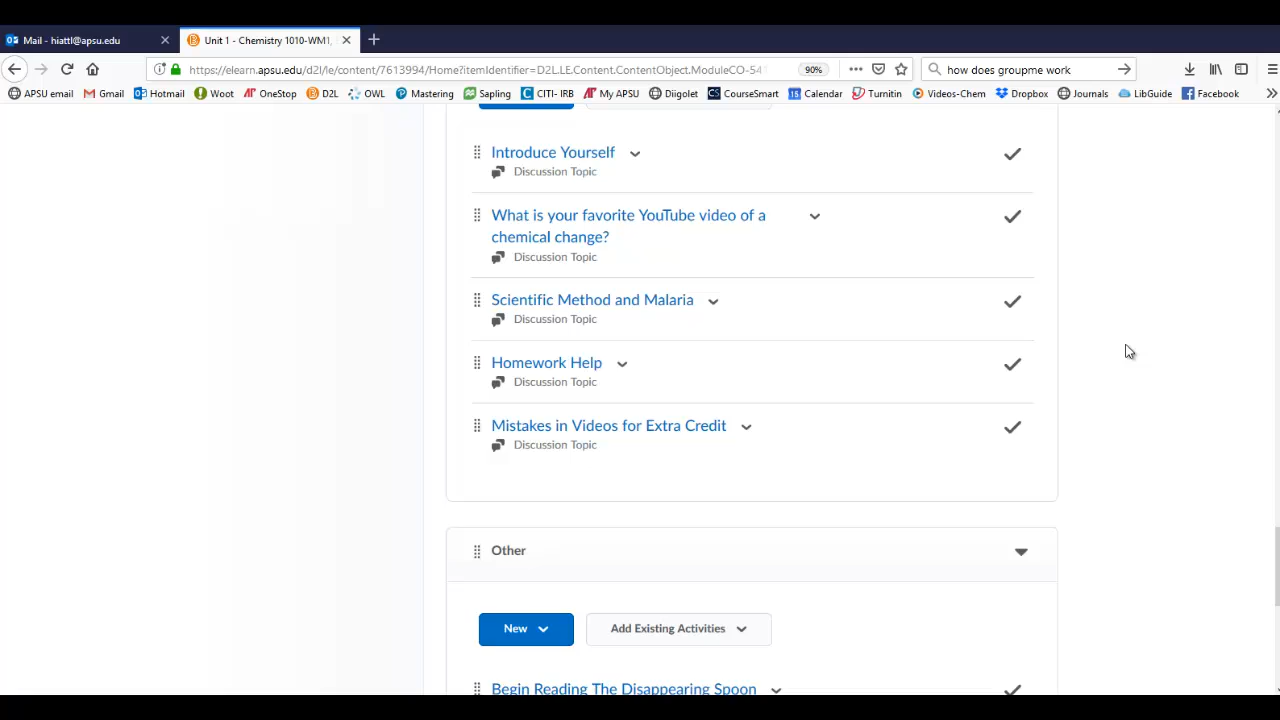 Mail - hiattl@apsu.edu
Unit 1 - Chemistry 1010-WM1,
https://elearn.apsu.edu/d2l/le/content/7613994/Home?itemIdentifier=D2L.LE.Content.ContentObject.ModuleCO-541
90%
how does groupme work
APSU email Gmail Hotmail Woot OneStop D2L OWL Mastering Sapling CITI- IRB My APSU Diigolet CourseSmart Calendar Turnitin Videos-Chem Journals Dropbox LibGuide Facebook
Introduce Yourself
Discussion Topic
What is your favorite YouTube video of a
chemical change?
Discussion Topic
Scientific Method and Malaria
Discussion Topic
Homework Help
Discussion Topic
Mistakes in Videos for Extra Credit
Discussion Topic
Other
New
Add Existing Activities
Begin Reading The Disappearing Spoon